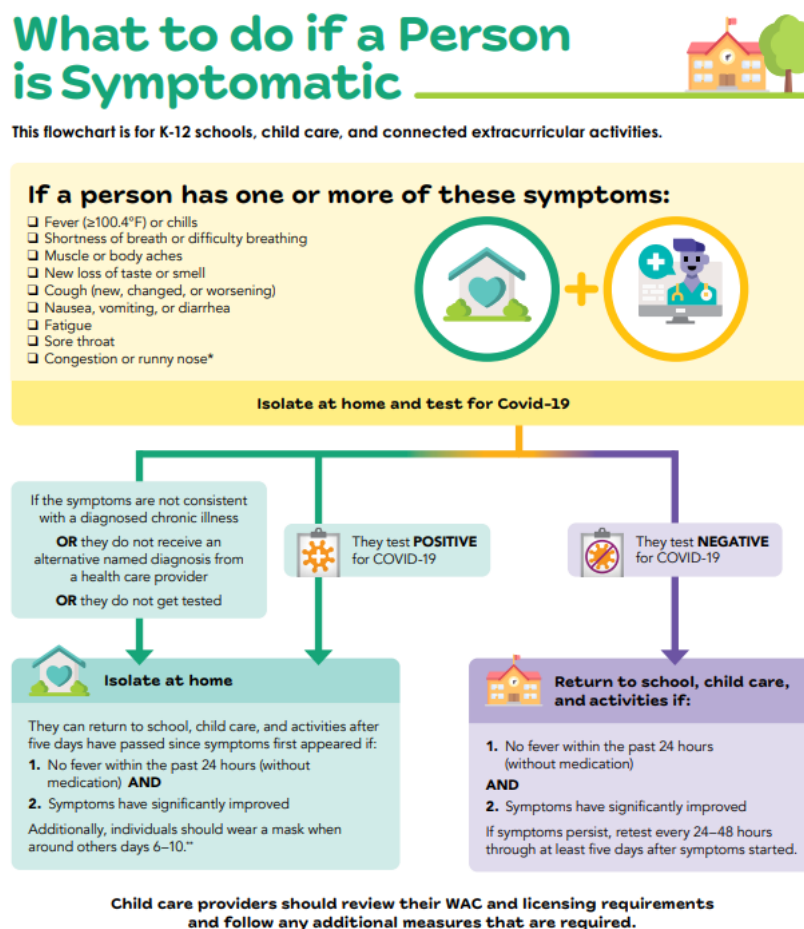 What to do if a Person
is Symptomatic
This flowchart is for K-12 schools, child care, and connected extracurricular activities.
If a person has one or more of these symptoms:
❑ Fever (≥100.4°F) or chills
❑ Shortness of breath or difficulty breathing
❑ Muscle or body aches
❑ New loss of taste or smell
❑ Cough (new, changed, or worsening)
❑ Nausea, vomiting, or diarrhea
❑ Fatigue
❑ Sore throat
❑ Congestion or runny nose*
Isolate at home and test for Covid-19
If the symptoms are not consistent
with a diagnosed chronic illness
OR they do not receive an
alternative named diagnosis from
a health care provider
OR they do not get tested
They test POSITIVE
for COVID-19
They test NEGATIVE
for COVID-19
Isolate at home
They can return to school, child care, and activities after
five days have passed since symptoms first appeared if:
1. No fever within the past 24 hours (without
medication) AND
2. Symptoms have significantly improved
Additionally, individuals should wear a mask when
around others days 6–10.**
Return to school, child care,
and activities if:
1. No fever within the past 24 hours
(without medication)
AND
2. Symptoms have significantly improved
If symptoms persist, retest every 24–48 hours
through at least five days after symptoms started.
Child care providers should review their WAC and licensing requirements
and follow any additional measures that are required.